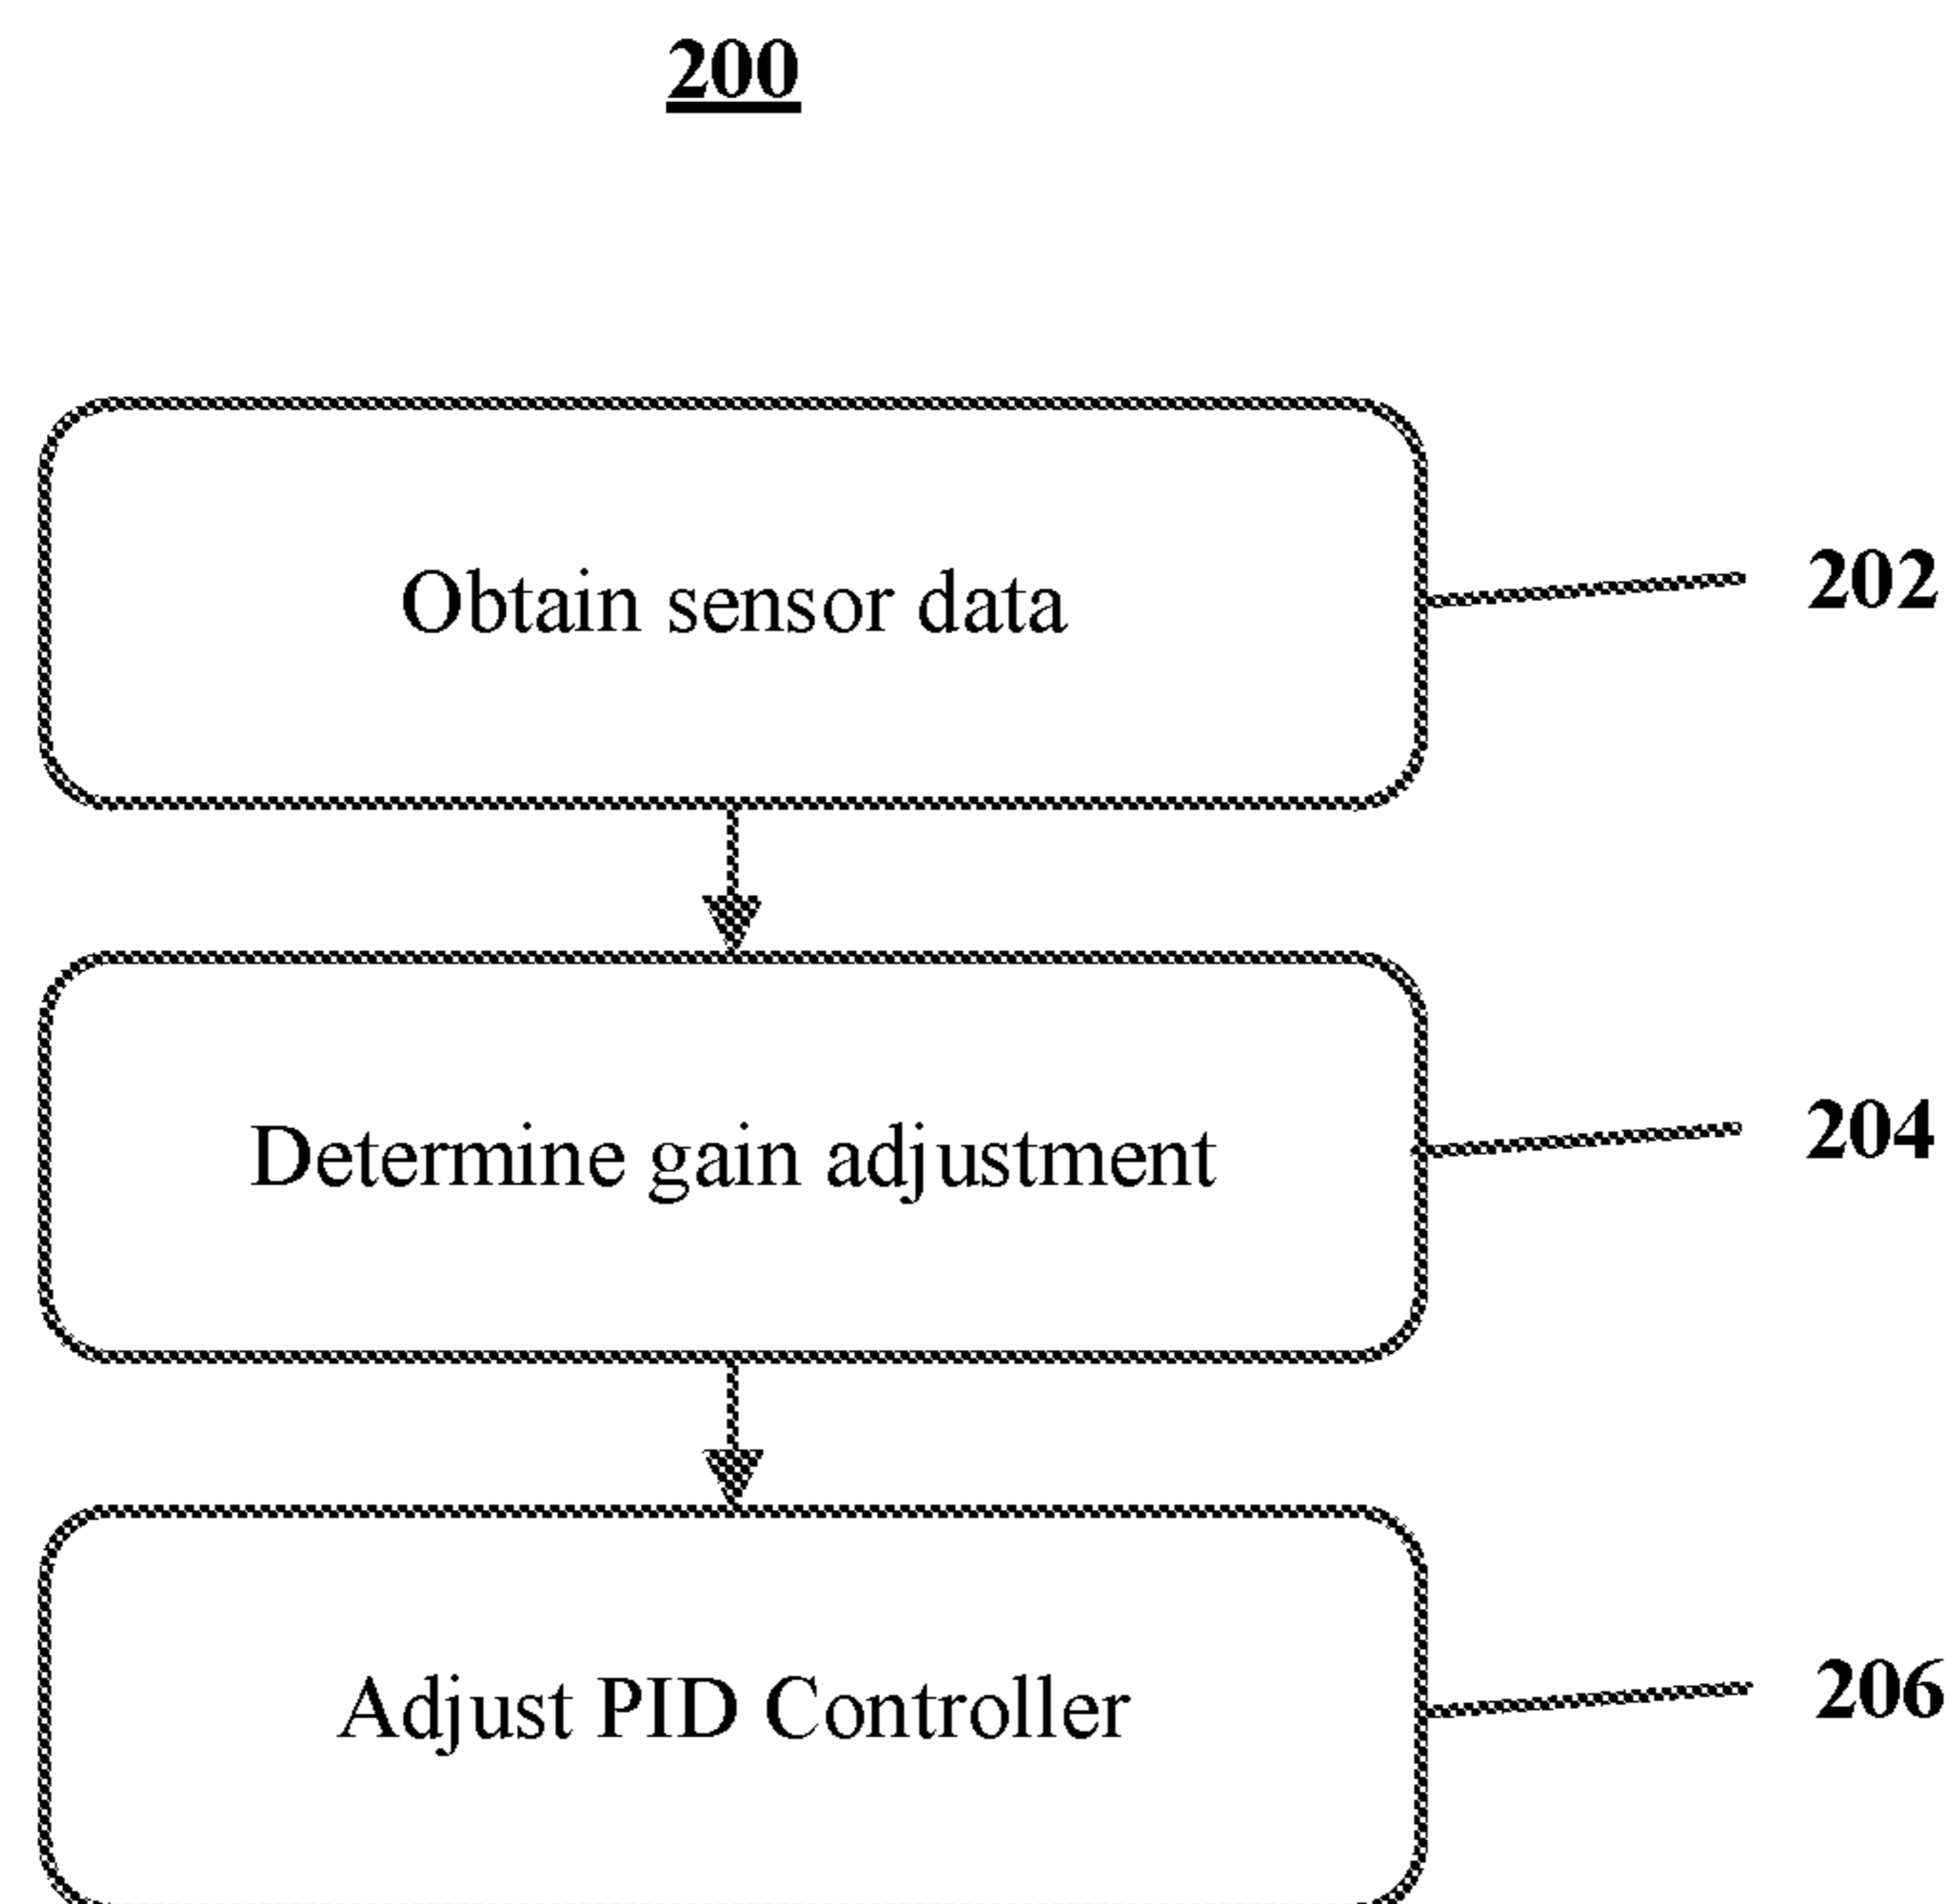 200
Obtain sensor data
202
Determine gain adjustment
204
Adjust PID Controller
206